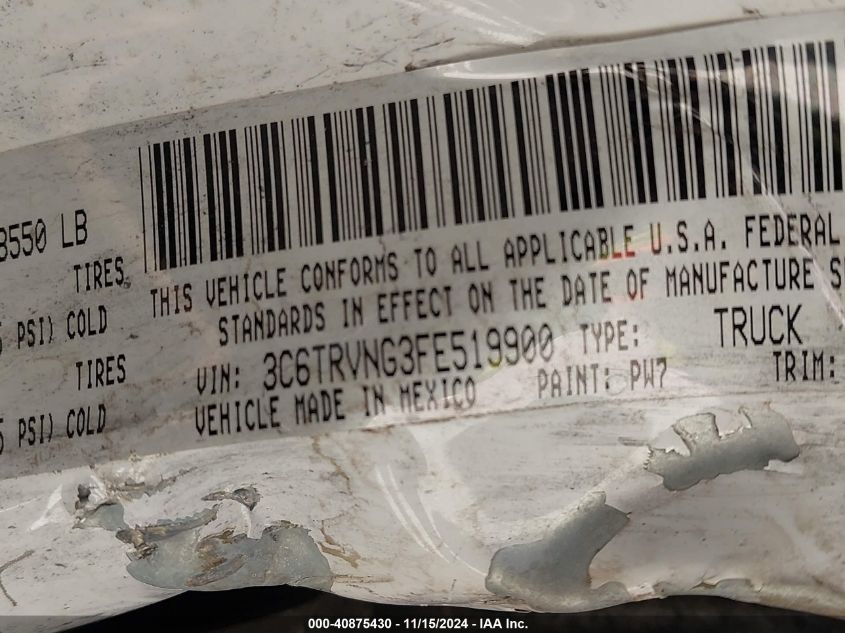 8550 LB
TIRES
PSI) COLD
TIRES
PSI) COLD
THIS VEHICLE CONFORMS TO ALL APPLICABLE U.S.A. FEDERAL
STANDARDS IN EFFECT ON THE DATE OF MANUFACTURE
VIN: 3C6TRVNG3FE519900 TYPE: TRUCK
VEHICLE MADE IN MEXICO PAINT: PW7 TRIM:
000-40875430 - 11/15/2024 - IAA Inc.